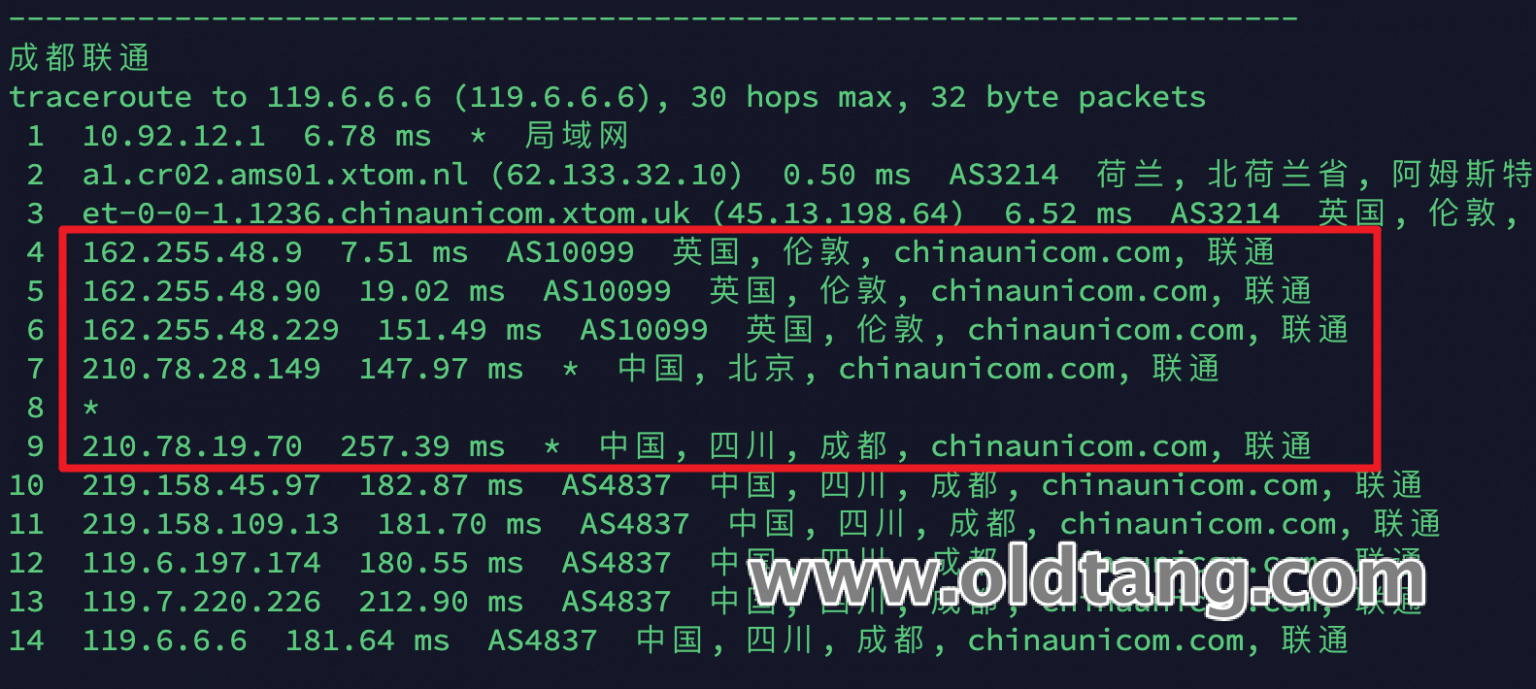 --------------------------------------------------------------------------------
成都联通
traceroute to 119.6.6.6 (119.6.6.6), 30 hops max, 32 byte packets
1 10.92.12.1 6.78 ms * 局域网
2 a1.cr02.ams01.xtom.nl (62.133.32.10) 0.50 ms AS3214 荷兰, 北荷兰省, 阿姆斯特
3 et-0-0-1.1236.chinaunicom.xtom.uk (45.13.198.64) 6.52 ms AS3214 英国, 伦敦,
4 162.255.48.9 7.51 ms AS10099 英国, 伦敦, chinaunicom.com, 联通
5 162.255.48.90 19.02 ms AS10099 英国, 伦敦, chinaunicom.com, 联通
6 162.255.48.229 151.49 ms AS10099 英国, 伦敦, chinaunicom.com, 联通
7 210.78.28.149 147.97 ms * 中国, 北京, chinaunicom.com, 联通
8 *
9 210.78.19.70 257.39 ms * 中国, 四川, 成都, chinaunicom.com, 联通
10 219.158.45.97 182.87 ms AS4837 中国, 四川, 成都, chinaunicom.com, 联通
11 219.158.109.13 181.70 ms AS4837 中国, 四川, 成都, chinaunicom.com, 联通
12 119.6.197.174 180.55 ms AS4837 中国, 四川, 成都, chinaunicom.com, 联通
13 119.7.220.226 212.90 ms AS4837 中国, 四川, 成都, chinaunicom.com, 联通
14 119.6.6.6 181.64 ms AS4837 中国, 四川, 成都, chinaunicom.com, 联通
www.oldtang.com